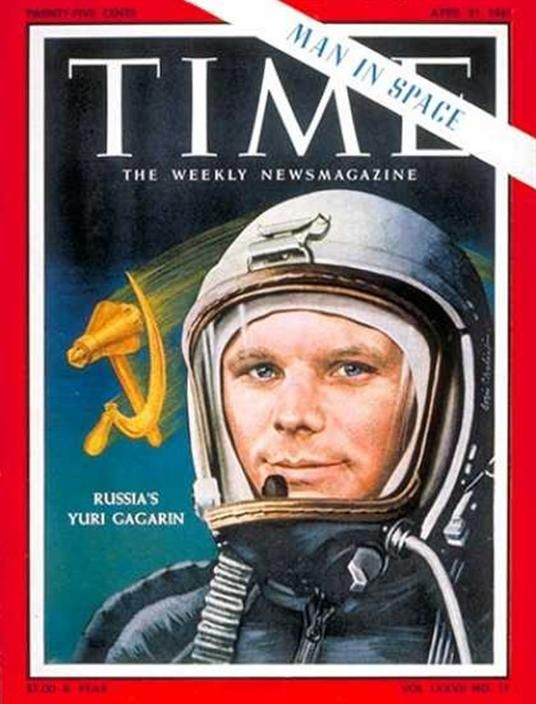 TWENTY-FIVE CENTS
APRIL 21, 1961
MAN IN SPACE
TIME
THE WEEKLY NEWSMAGAZINE
RUSSIA'S
YURI GAGARIN
$7.00 A YEAR
VOL. LXXVII NO.